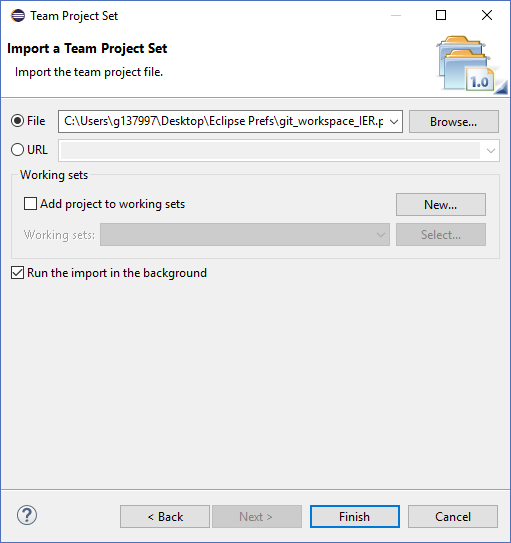 Team Project Set
Import a Team Project Set
Import the team project file.
1.0
File C:\Users\g137997\Desktop\Eclipse Prefs\git_workspace_IER.p Browse...
URL
Working sets
Add project to working sets New...
Working sets: Select...
Run the import in the background
? < Back Next > Finish Cancel